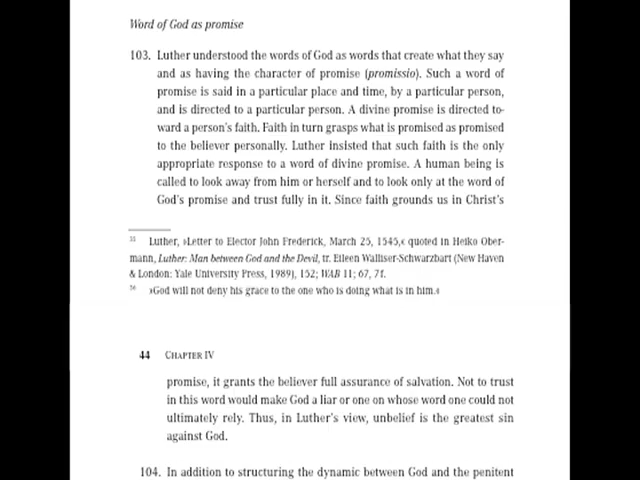 Word of God as promise
103. Luther understood the words of God as words that create what they say
and as having the character of promise (promissio). Such a word of
promise is said in a particular place and time, by a particular person,
and is directed to a particular person. A divine promise is directed to-
ward a person's faith. Faith in turn grasps what is promised as promised
to the believer personally. Luther insisted that such faith is the only
appropriate response to a word of divine promise. A human being is
called to look away from him or herself and to look only at the word of
God's promise and trust fully in it. Since faith grounds us in Christ's
Luther, »Letter to Elector John Frederick, March 25, 1545,« quoted in Heiko Ober-
mann, Luther: Man between God and the Devil, tr. Eileen Walliser-Schwarzbart (New Haven
& London: Yale University Press, 1989), 152; WAB 11; 67, 7f.
»God will not deny his grace to the one who is doing what is in him.«
44 CHAPTER IV
promise, it grants the believer full assurance of salvation. Not to trust
in this word would make God a liar or one on whose word one could not
ultimately rely. Thus, in Luther's view, unbelief is the greatest sin
against God.
104. In addition to structuring the dynamic between God and the penitent